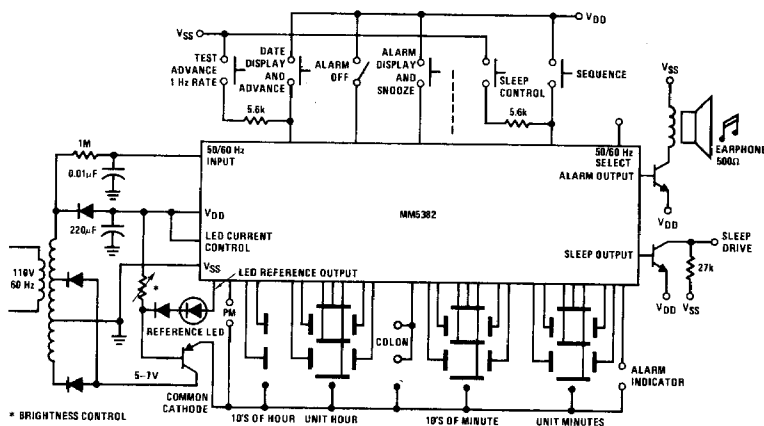 VSS
VDD
TEST
ADVANCE
1 Hz RATE
DATE
DISPLAY
AND
ADVANCE
ALARM
OFF
ALARM
DISPLAY
AND
SNOOZE
SLEEP
CONTROL
SEQUENCE
5.6k
5.6k
VSS
EARPHONE
500Ω
1M
0.01µF
50/60 Hz
INPUT
50/60 Hz
SELECT
ALARM OUTPUT
VDD
220µF
VDD
LED CURRENT
CONTROL
MM5382
VSS
SLEEP OUTPUT
SLEEP
DRIVE
27k
VDD
VSS
110V
60 Hz
*
LED REFERENCE OUTPUT
REFERENCE LED
PM
COLON
5–7V
COMMON
CATHODE
ALARM
INDICATOR
* BRIGHTNESS CONTROL
10'S OF HOUR
UNIT HOUR
10'S OF MINUTE
UNIT MINUTES